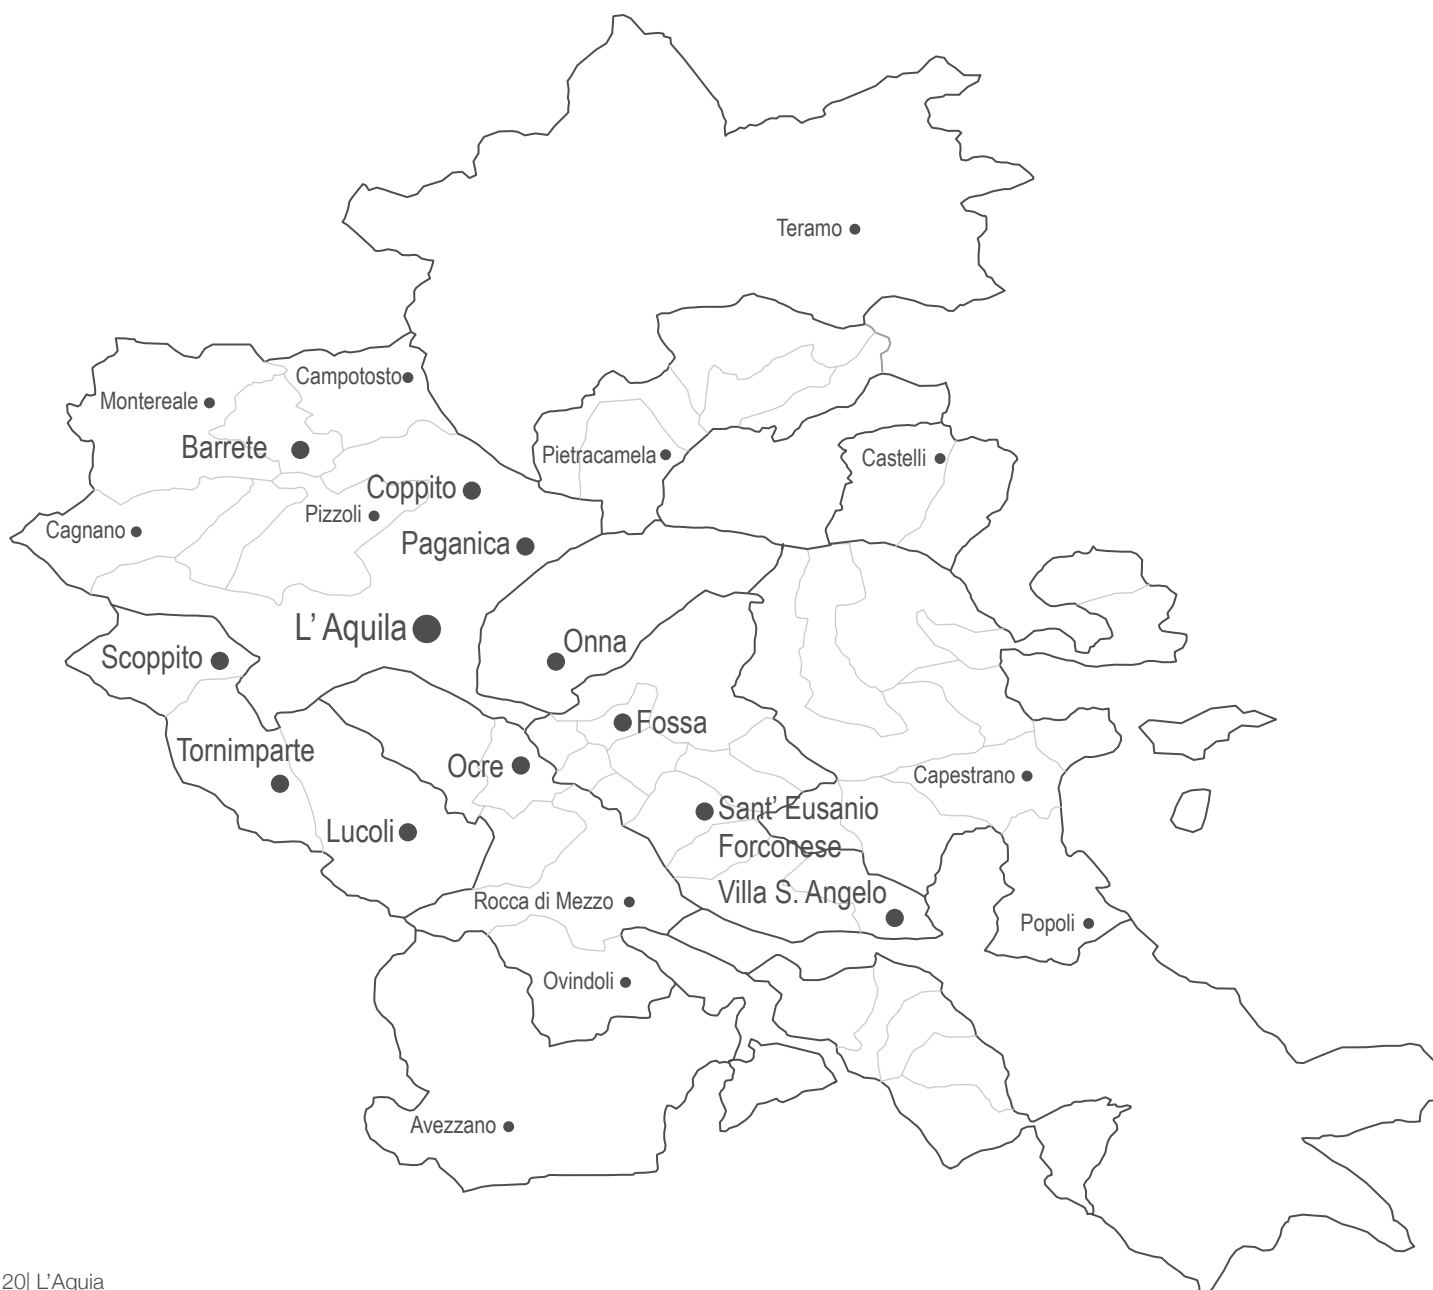 Teramo
Campotosto
Montereale
Barrete
Pietracamela
Castelli
Coppito
Pizzoli
Cagnano
Paganica
L' Aquila
Onna
Scoppito
Fossa
Tornimparte
Ocre
Capestrano
Sant' Eusanio
Forconese
Lucoli
Villa S. Angelo
Rocca di Mezzo
Popoli
Ovindoli
Avezzano
20| L'Aquia